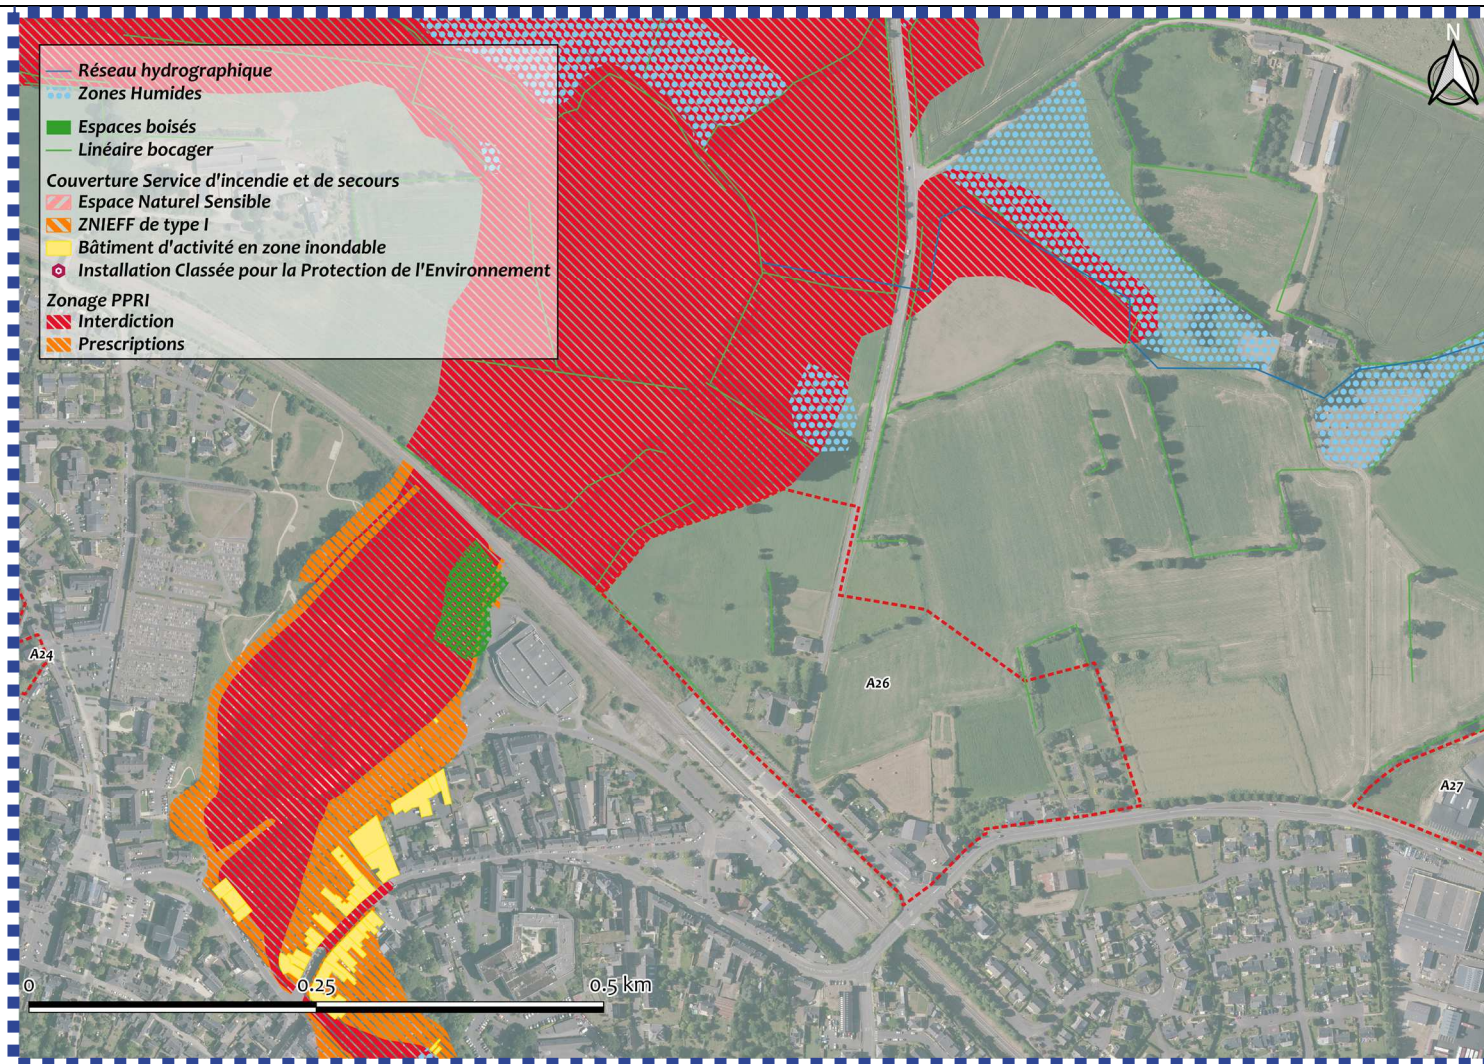 N
Réseau hydrographique
Zones Humides
Espaces boisés
Linéaire bocager
Couverture Service d'incendie et de secours
Espace Naturel Sensible
ZNIEFF de type I
Bâtiment d'activité en zone inondable
Installation Classée pour la Protection de l'Environnement
Zonage PPRI
Interdiction
Prescriptions
A24
A26
A27
0 0.25 0.5 km